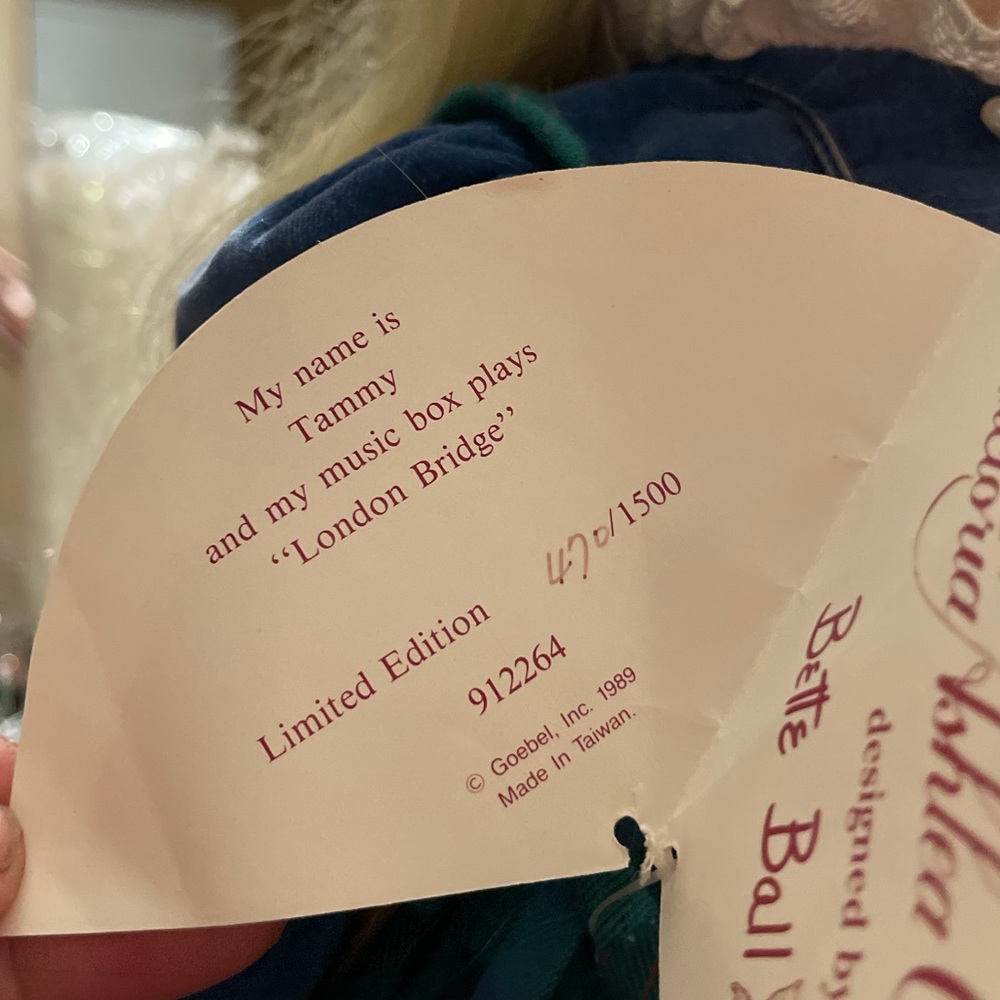 My name is
Tammy
and my music box plays
“London Bridge”
470/1500
Limited Edition
912264
© Goebel, Inc. 1989
Made In Taiwan.
designed by
Bette Ball